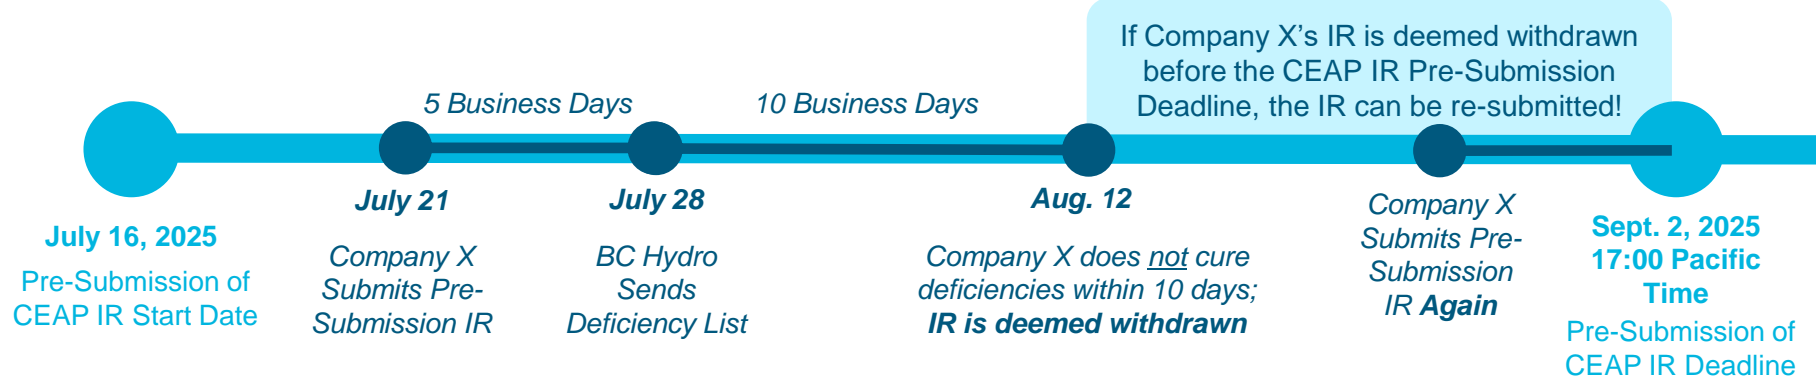 If Company X's IR is deemed withdrawn
before the CEAP IR Pre-Submission
Deadline, the IR can be re-submitted!
5 Business Days
10 Business Days
July 16, 2025
Pre-Submission of
CEAP IR Start Date
July 21
Company X
Submits Pre-
Submission IR
July 28
BC Hydro
Sends
Deficiency List
Aug. 12
Company X does not cure
deficiencies within 10 days;
IR is deemed withdrawn
Company X
Submits Pre-
Submission
IR Again
Sept. 2, 2025
17:00 Pacific
Time
Pre-Submission of
CEAP IR Deadline